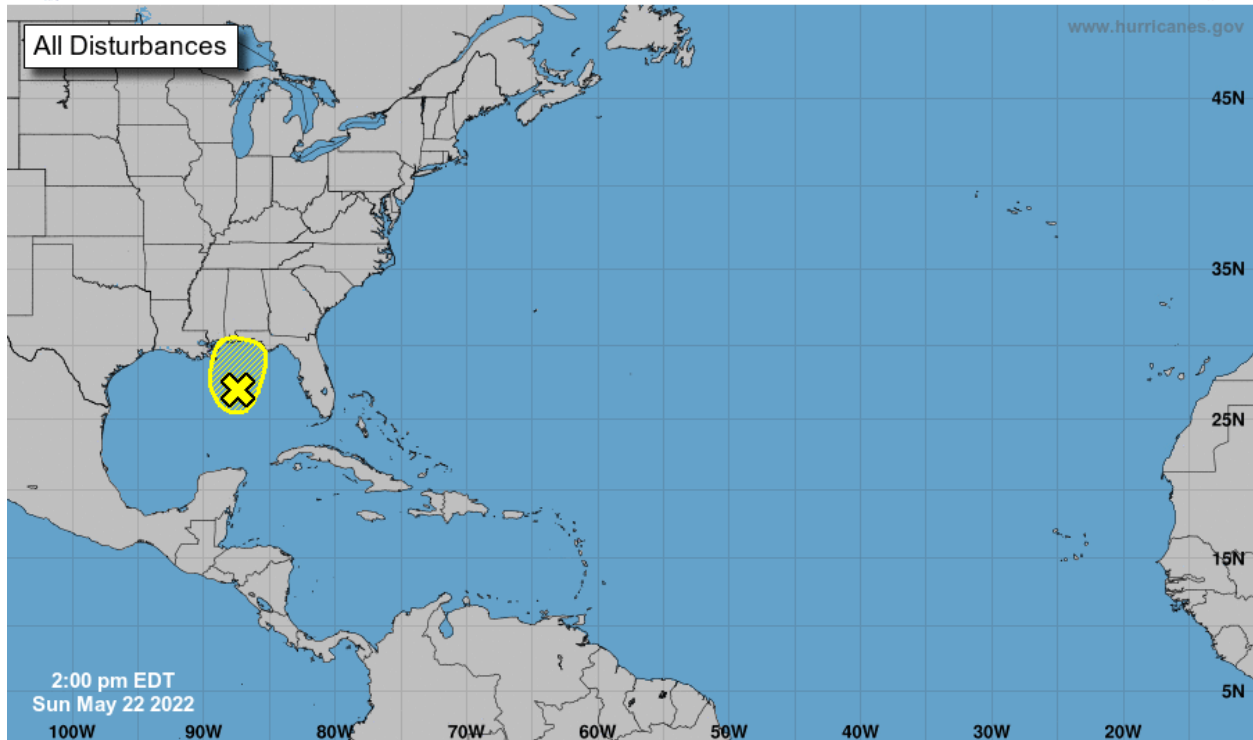 All Disturbances
www.hurricanes.gov
45N
35N
25N
15N
5N
2:00 pm EDT
Sun May 22 2022
100W 90W 80W 70W 60W 50W 40W 30W 20W